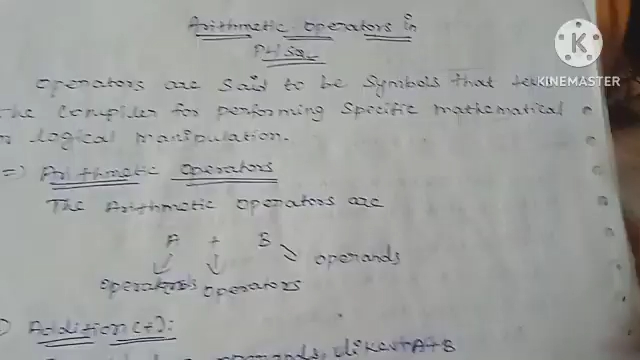 Arithmetic operators in
PL/SQL
operators are said to be symbols that tell
KINEMASTER
the compiler for performing specific mathematical
logical manipulation.
=) Arithmetic operators
The Arithmetic operators are
A + B
operands
operators
Addition (+):
operands, like A+B